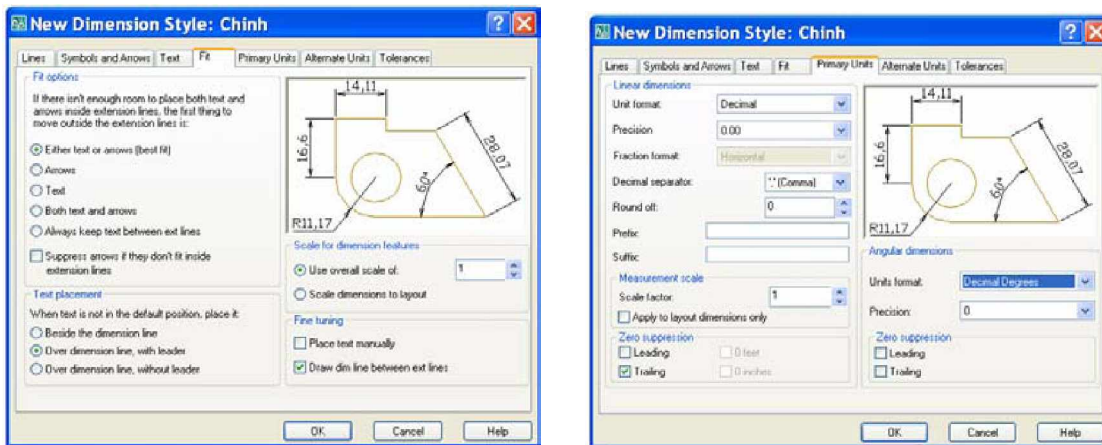 New Dimension Style: Chinh
Lines Symbols and Arrows Text Fit Primary Units Alternate Units Tolerances
Fit options
If there isn't enough room to place both text and
arrows inside extension lines, the first thing to
move outside the extension lines is:
Either text or arrows (best fit)
Arrows
Text
Both text and arrows
Always keep text between ext lines
Suppress arrows if they don't fit inside
extension lines
Text placement
When text is not in the default position, place it:
Beside the dimension line
Over dimension line, with leader
Over dimension line, without leader
14,11
16,6
28,07
60°
R11,17
Scale for dimension features
Use overall scale of: 1
Scale dimensions to layout
Fine tuning
Place text manually
Draw dim line between ext lines
OK Cancel Help
New Dimension Style: Chinh
Lines Symbols and Arrows Text Fit Primary Units Alternate Units Tolerances
Linear dimensions
Unit format: Decimal
Precision 0.00
Fraction format: Horizontal
Decimal separator: ',' (Comma)
Round off: 0
Prefix:
Suffix:
Measurement scale
Scale factor: 1
Apply to layout dimensions only
Zero suppression
Leading 0 feet
Trailing 0 inches
14,11
16,6
28,07
60°
R11,17
Angular dimensions
Units format: Decimal Degrees
Precision: 0
Zero suppression
Leading
Trailing
OK Cancel Help